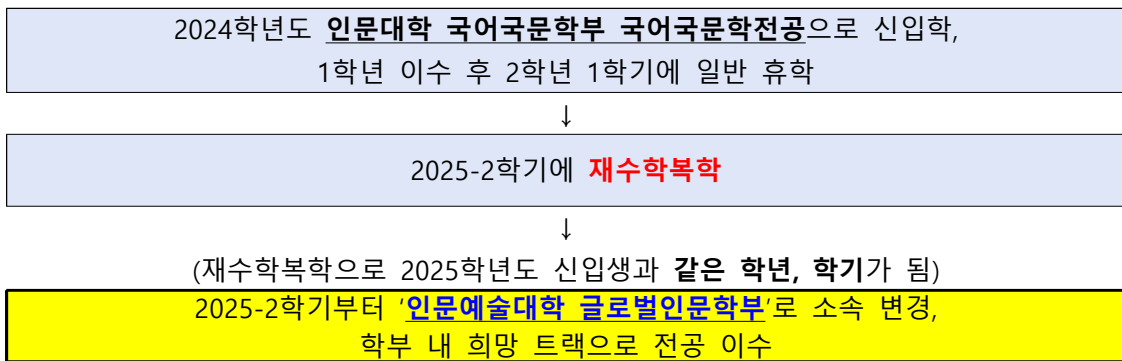 2024학년도 인문대학 국어국문학부 국어국문학전공으로 신입학,
1학년 이수 후 2학년 1학기에 일반 휴학
↓
2025-2학기에 재수학복학
↓
(재수학복학으로 2025학년도 신입생과 같은 학년, 학기가 됨)
2025-2학기부터 '인문예술대학 글로벌인문학부'로 소속 변경,
학부 내 희망 트랙으로 전공 이수